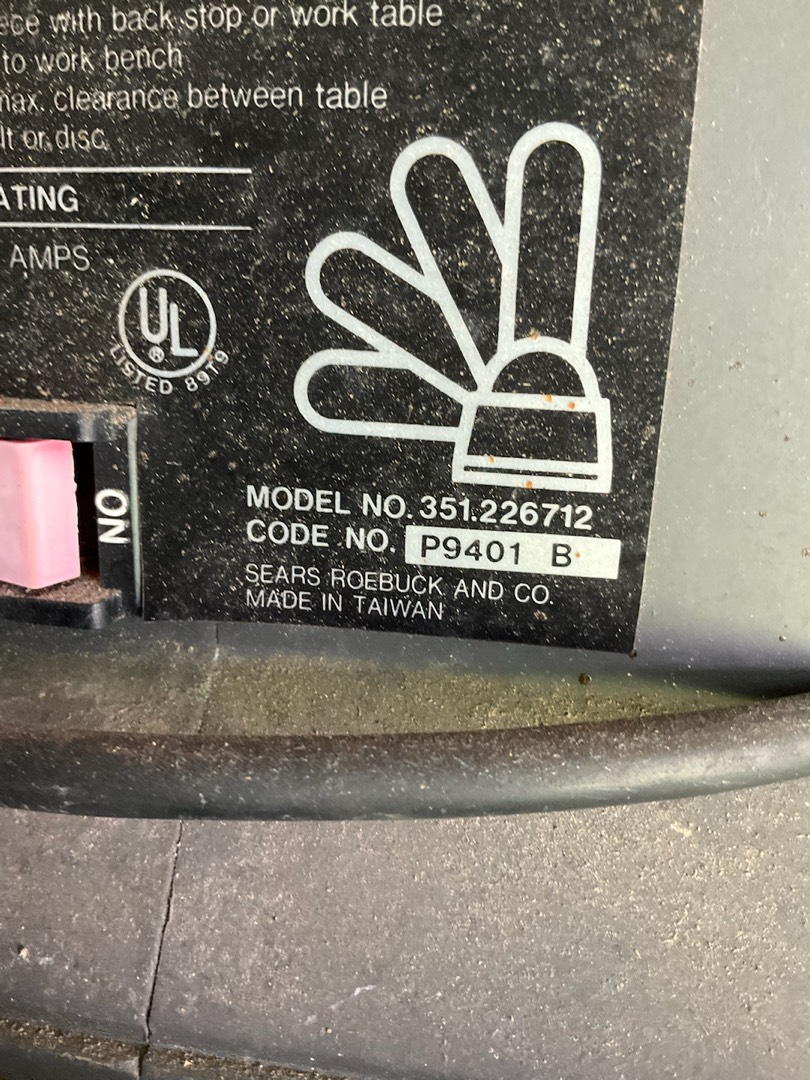 ece with back stop or work table
to work bench
max. clearance between table
lt or disc.
ATING
AMPS
UL
®
LISTED 89T9
ON
MODEL NO. 351.226712
CODE NO. P9401 B
SEARS ROEBUCK AND CO.
MADE IN TAIWAN